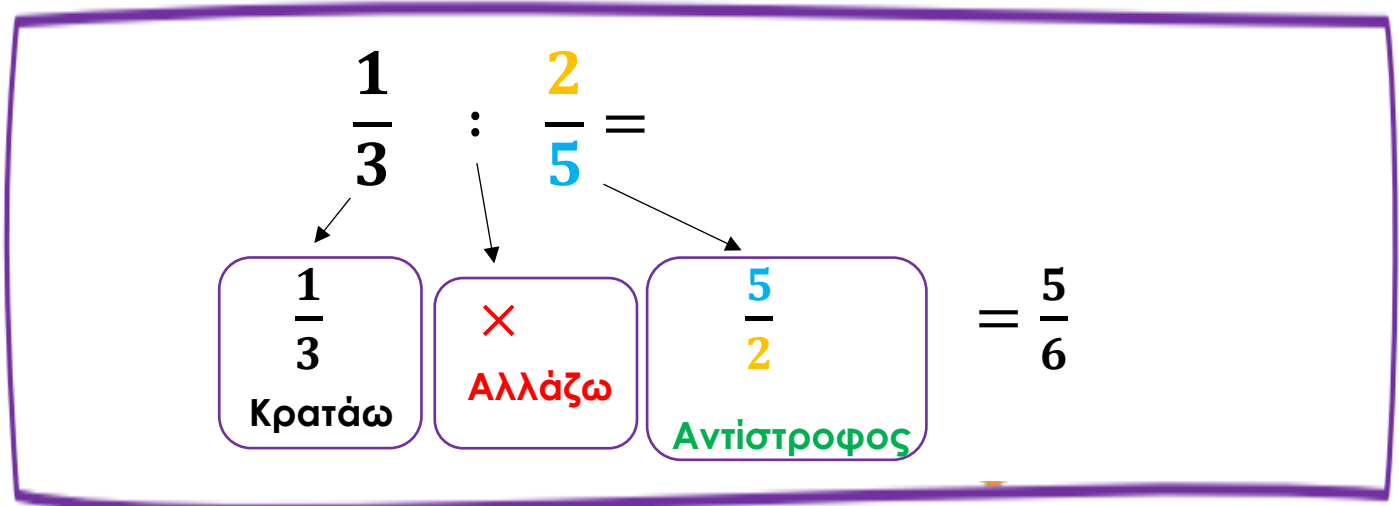 1/3 : 2/5 =
1/3 × 5/2 = 5/6
Κρατάω Αλλάζω Αντίστροφος